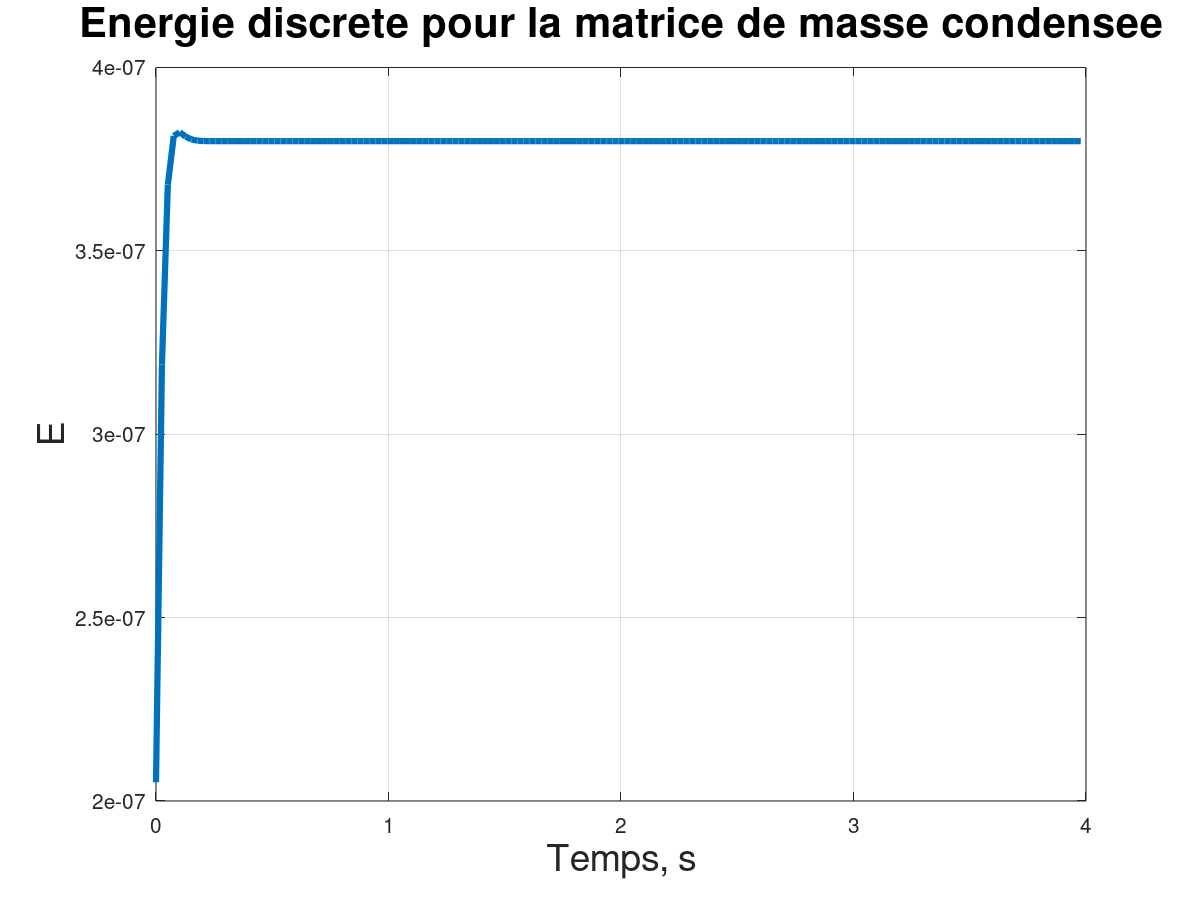 Energie discrete pour la matrice de masse condensee
4e-07
3.5e-07
3e-07
2.5e-07
2e-07
E
0
1
2
3
4
Temps, s